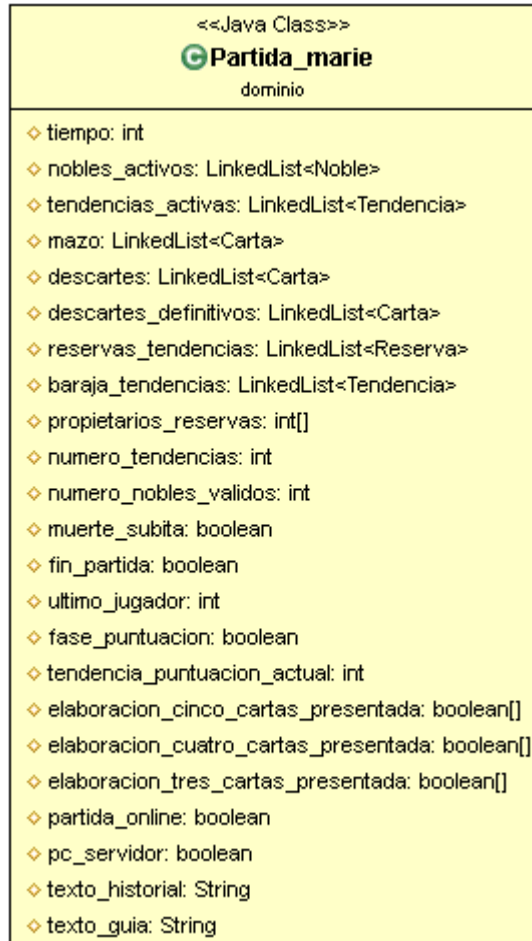 <<Java Class>>
C Partida_marie
dominio
tiempo: int
nobles_activos: LinkedList<Noble>
tendencias_activas: LinkedList<Tendencia>
mazo: LinkedList<Carta>
descartes: LinkedList<Carta>
descartes_definitivos: LinkedList<Carta>
reservas_tendencias: LinkedList<Reserva>
baraja_tendencias: LinkedList<Tendencia>
propietarios_reservas: int[]
numero_tendencias: int
numero_nobles_validos: int
muerte_subita: boolean
fin_partida: boolean
ultimo_jugador: int
fase_puntuacion: boolean
tendencia_puntuacion_actual: int
elaboracion_cinco_cartas_presentada: boolean[]
elaboracion_cuatro_cartas_presentada: boolean[]
elaboracion_tres_cartas_presentada: boolean[]
partida_online: boolean
pc_servidor: boolean
texto_historial: String
texto_guia: String